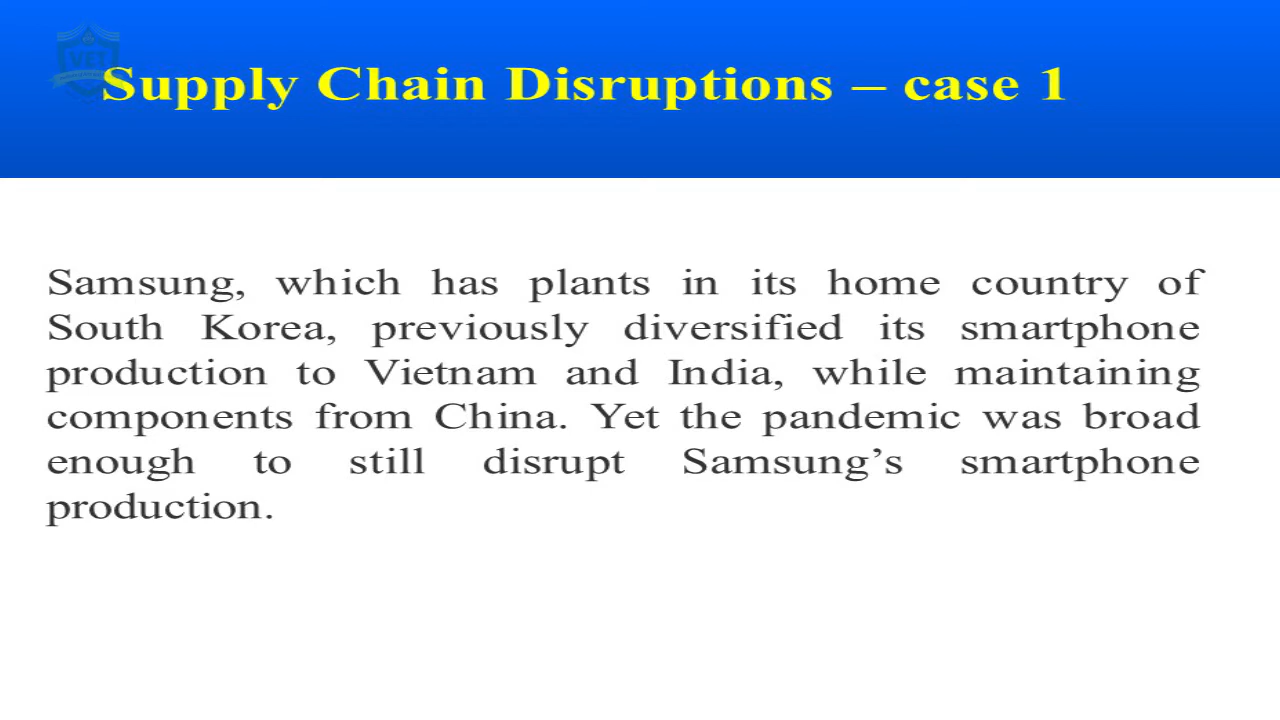 VET
Supply Chain Disruptions – case 1
Samsung, which has plants in its home country of
South Korea, previously diversified its smartphone
production to Vietnam and India, while maintaining
components from China. Yet the pandemic was broad
enough to still disrupt Samsung’s smartphone
production.